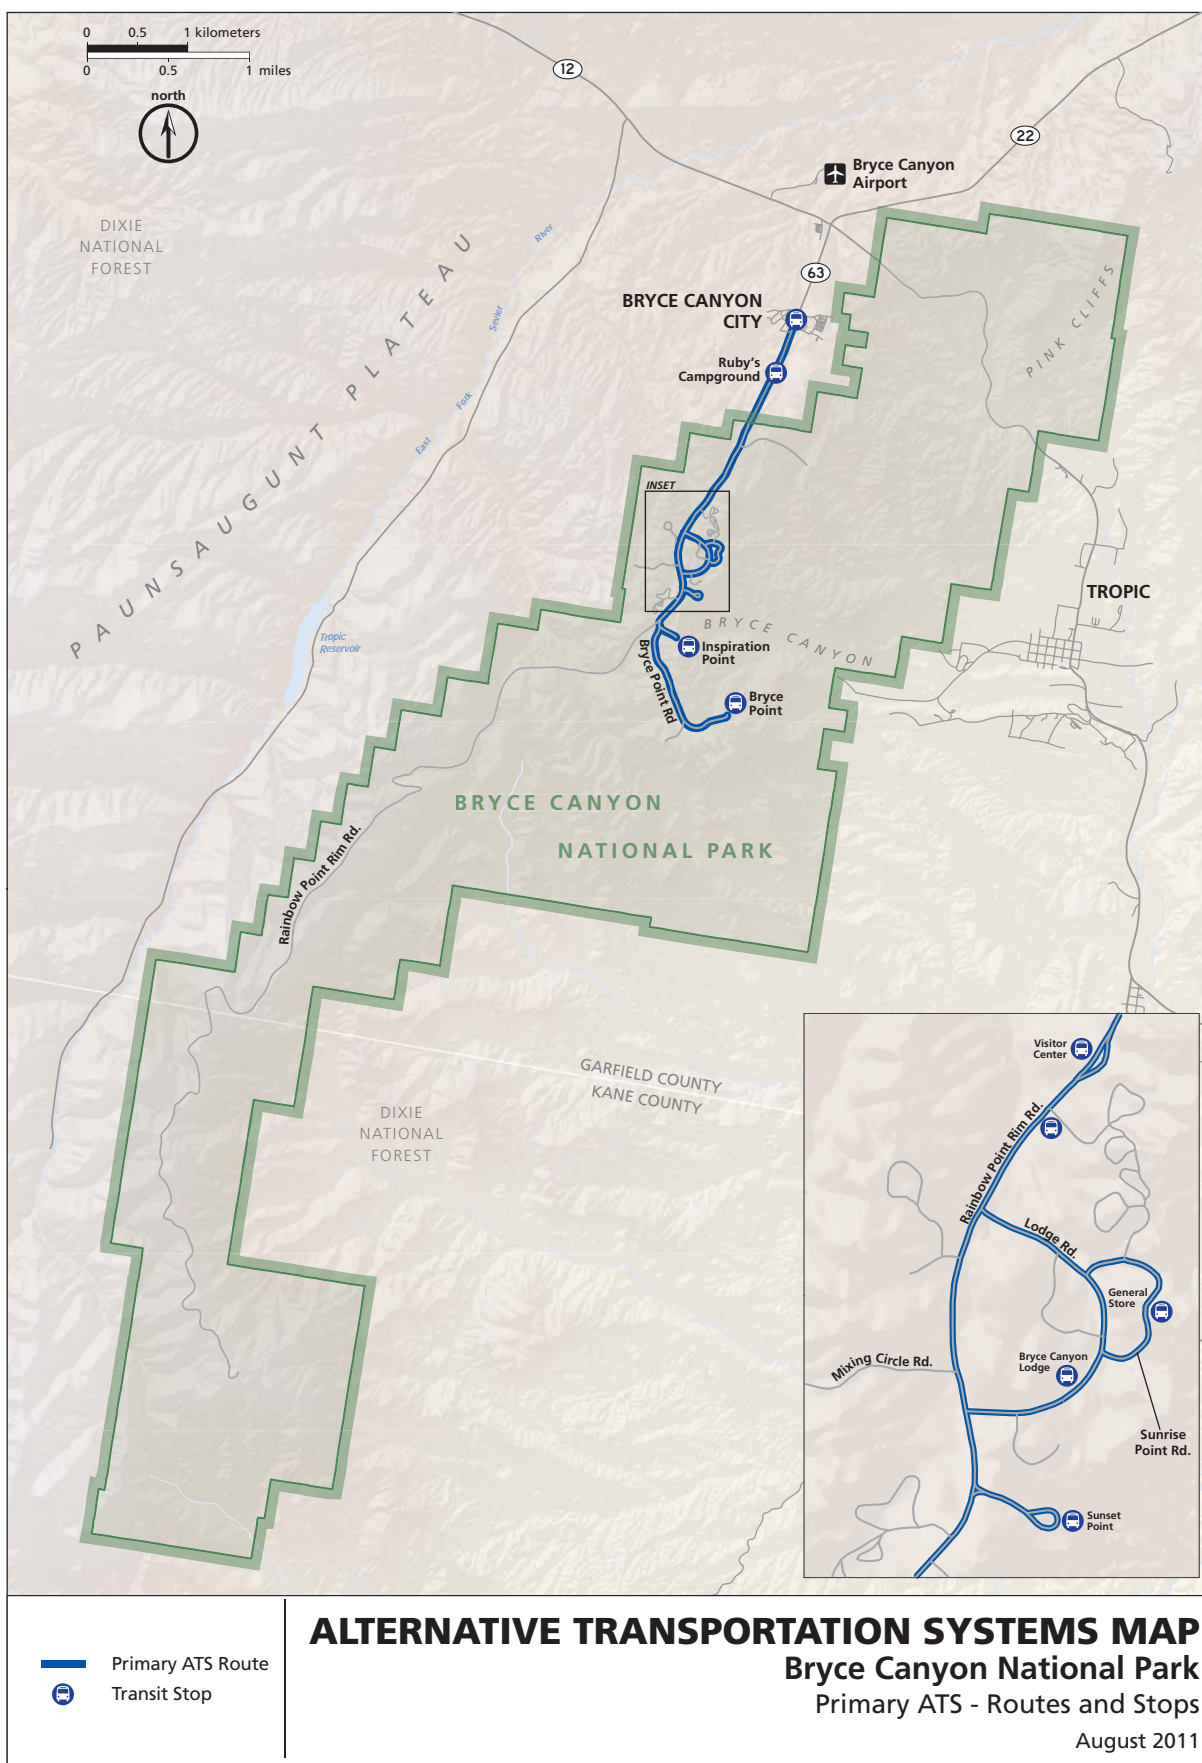 0 0.5 1 kilometers
0 0.5 1 miles
north
12
22
Bryce Canyon
Airport
DIXIE
NATIONAL
FOREST
PAUNSAUGUNT PLATEAU
East Fork Sevier River
63
PINK CLIFFS
BRYCE CANYON
CITY
Ruby's
Campground
INSET
TROPIC
Tropic
Reservoir
BRYCE CANYON
Inspiration
Point
Bryce Point Rd
Bryce
Point
BRYCE CANYON
NATIONAL PARK
Rainbow Point Rim Rd.
GARFIELD COUNTY
KANE COUNTY
DIXIE
NATIONAL
FOREST
Visitor
Center
Rainbow Point Rim Rd.
Lodge Rd.
General
Store
Bryce Canyon
Lodge
Mixing Circle Rd.
Sunrise
Point Rd.
Sunset
Point
Primary ATS Route
Transit Stop
ALTERNATIVE TRANSPORTATION SYSTEMS MAP
Bryce Canyon National Park
Primary ATS - Routes and Stops
August 2011